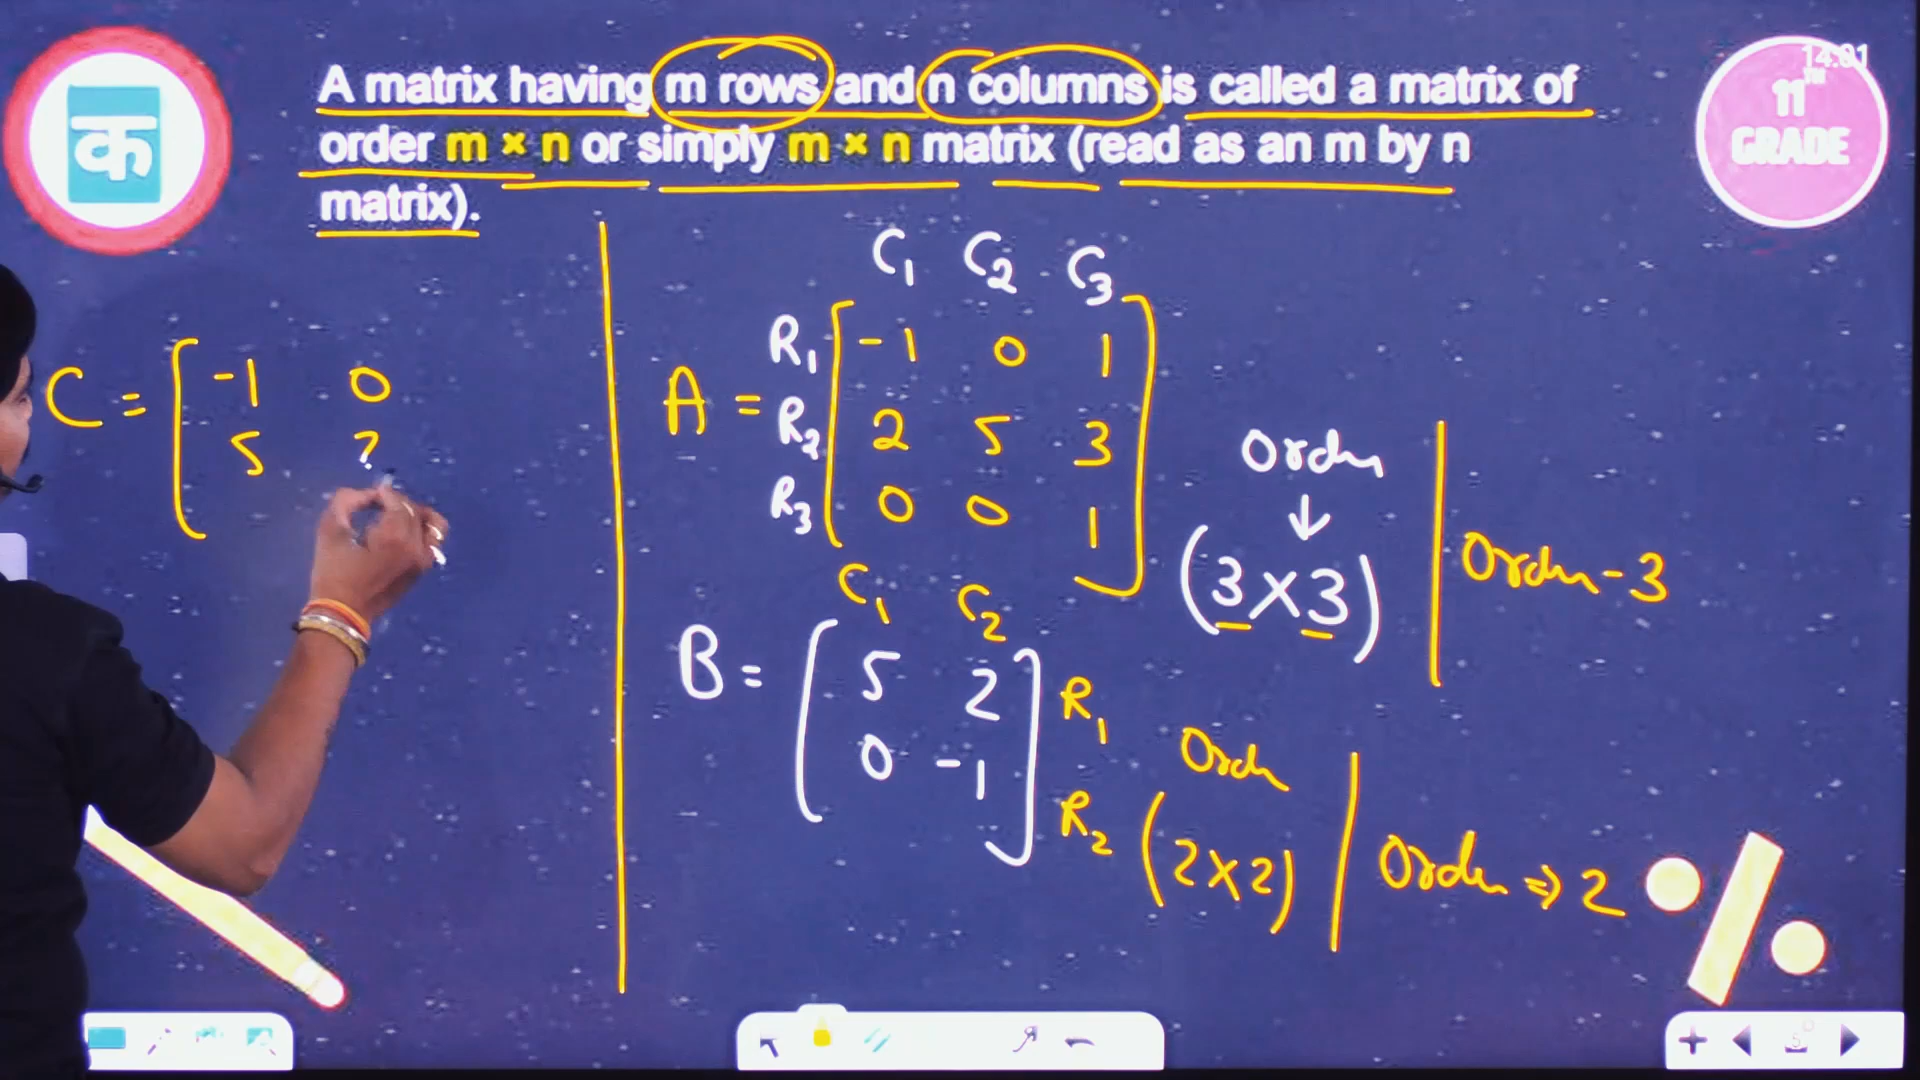 क
14:01
11TH
GRADE
A matrix having m rows and n columns is called a matrix of
order m × n or simply m × n matrix (read as an m by n
matrix).
C = [ -1 0
5 ?
C1 C2 C3
A =
R1 [ -1 0 1 ]
R2 2 5 3
R3 0 0 1
Order
↓
(3×3)
Order - 3
C1 C2
B = [ 5 2 ] R1
0 -1 R2
Order
(2×2)
Order ⇒ 2
%